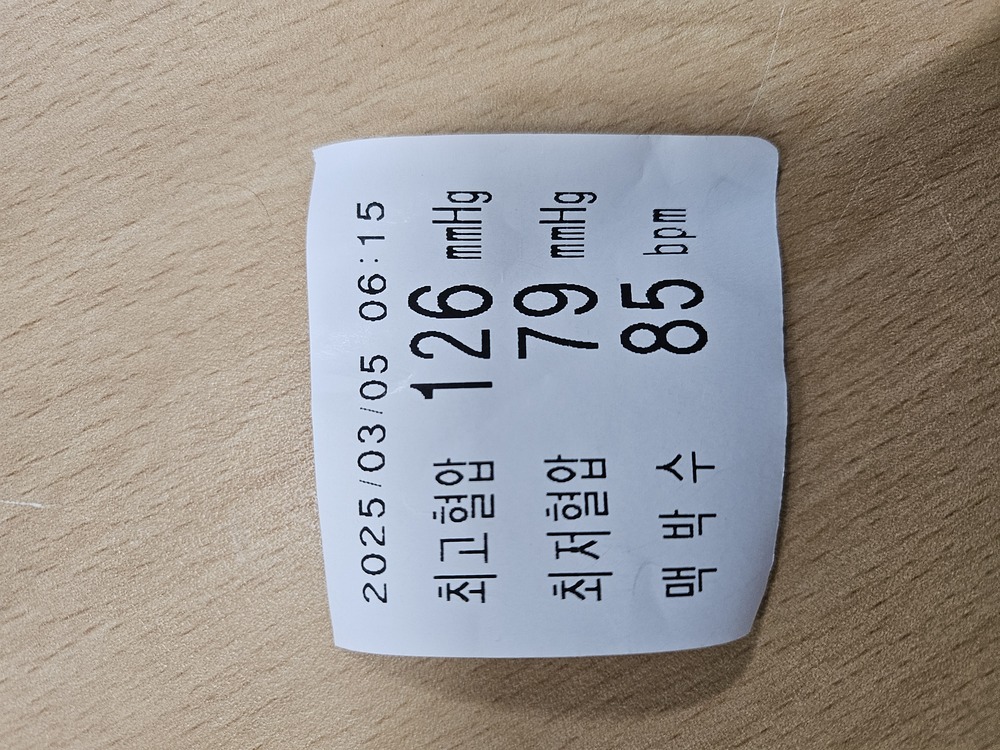 2025/03/05 06:15
최고혈압 126 mmHg
최저혈압 79 mmHg
맥 박 수 85 bpm